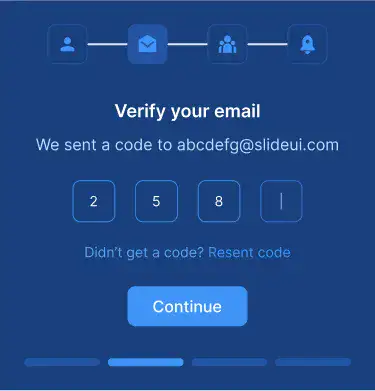 Verify your email
We sent a code to abcdefg@slideui.com
2 5 8
Didn't get a code? Resent code
Continue